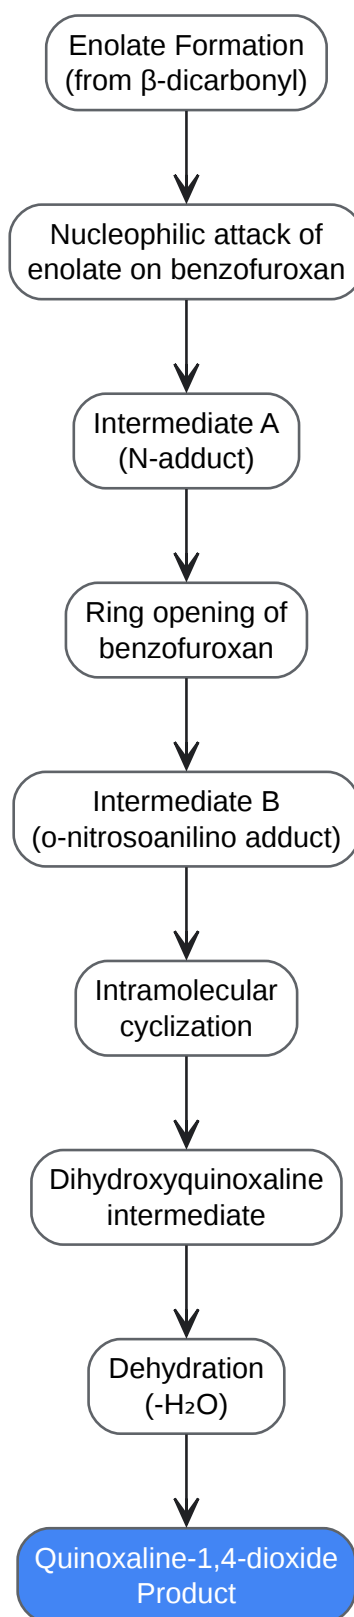 Enolate Formation
(from β-dicarbonyl)
Nucleophilic attack of
enolate on benzofuroxan
Intermediate A
(N-adduct)
Ring opening of
benzofuroxan
Intermediate B
(o-nitrosoanilino adduct)
Intramolecular
cyclization
Dihydroxyquinoxaline
intermediate
Dehydration
(-H₂O)
Quinoxaline-1,4-dioxide
Product